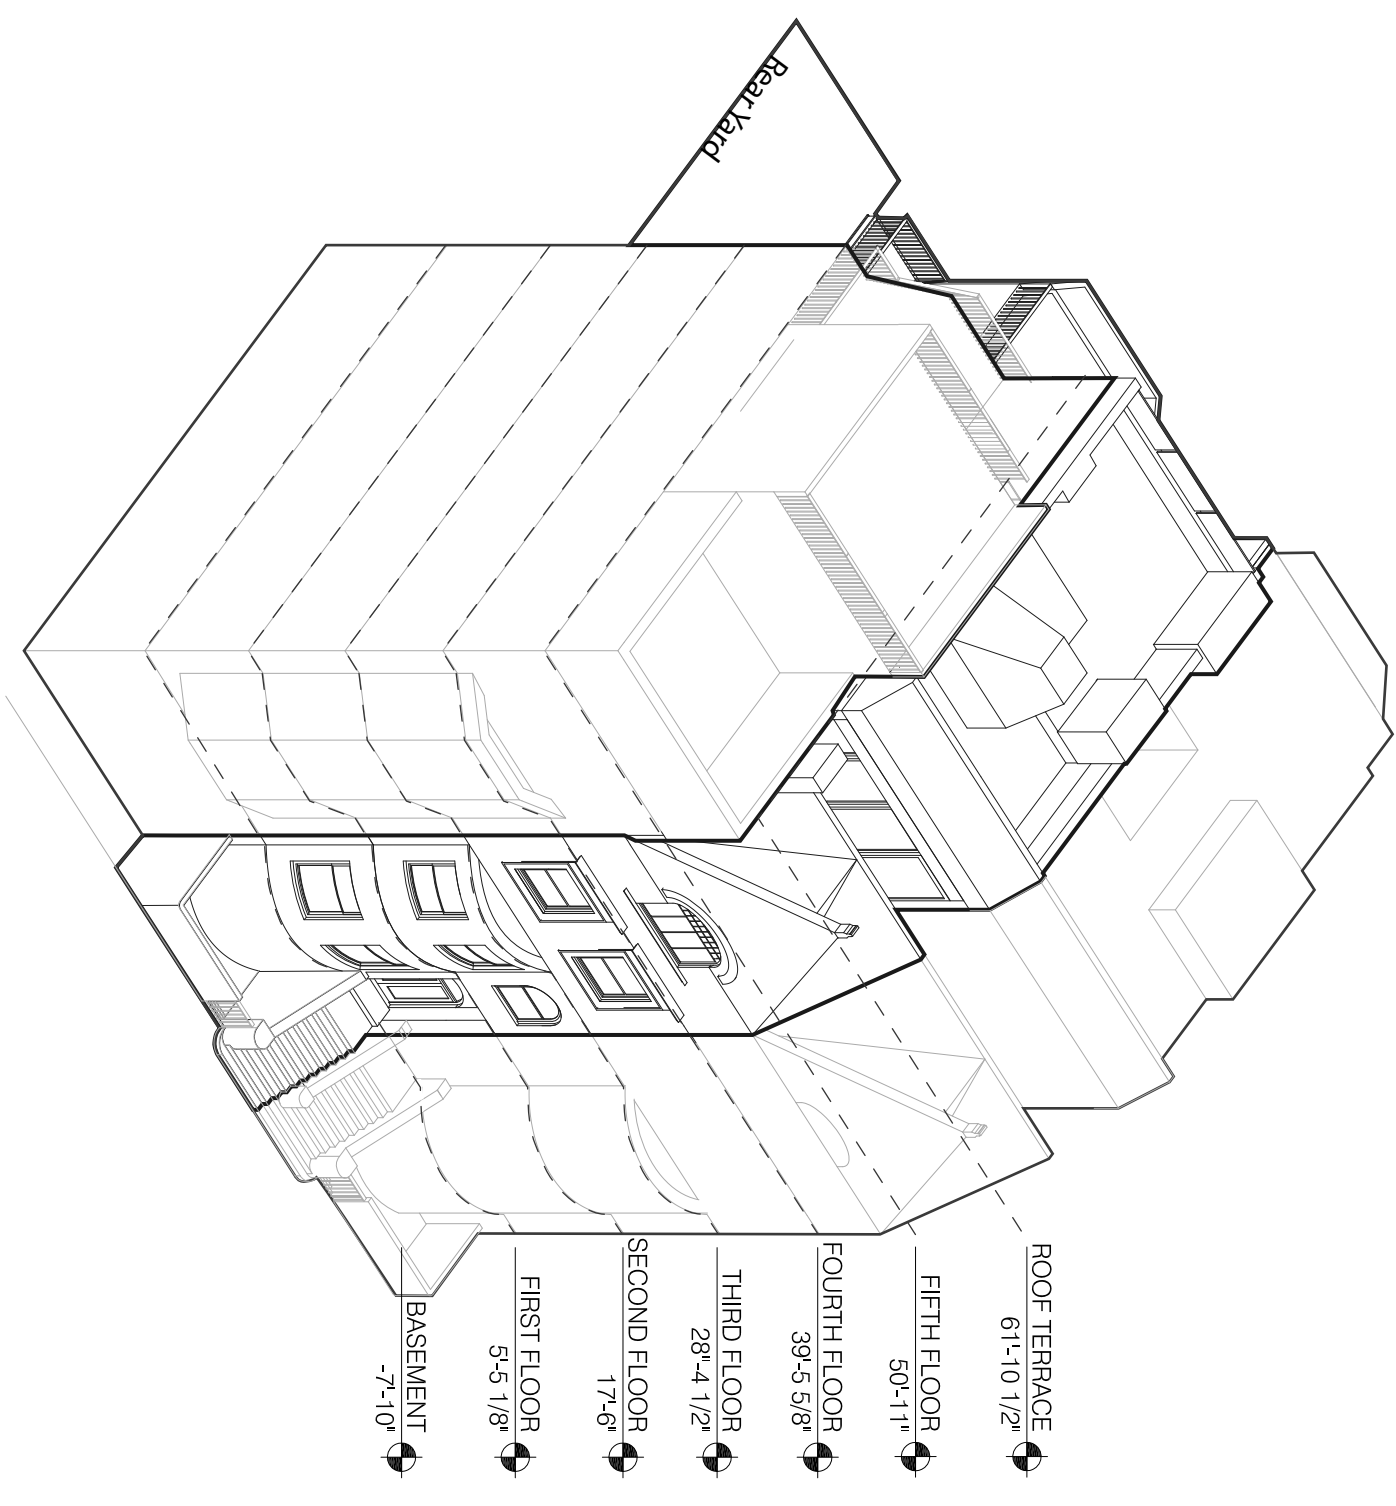 Rear Yard
ROOF TERRACE
61'-10 1/2"
FIFTH FLOOR
50'-11"
FOURTH FLOOR
39'-5 5/8"
THIRD FLOOR
28"-4 1/2"
SECOND FLOOR
17'-6"
FIRST FLOOR
5'-5 1/8"
BASEMENT
-7'-10"